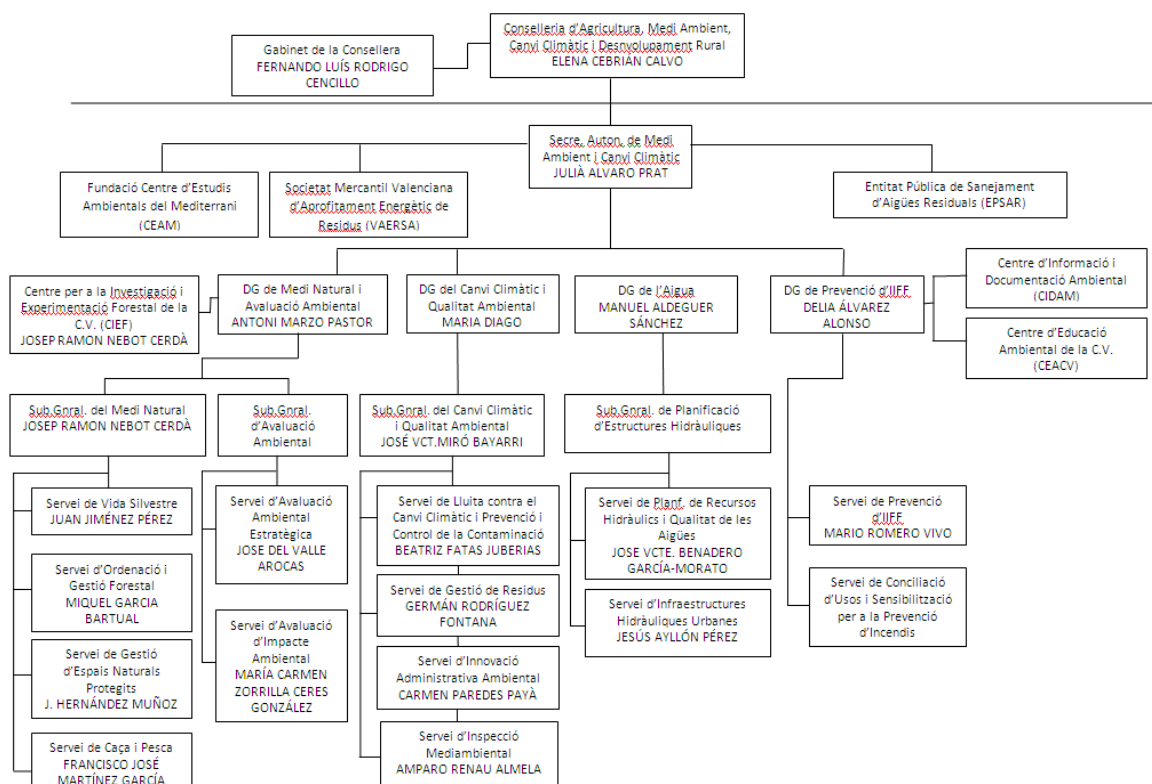 Conselleria d'Agricultura, Medi Ambient,
Canvi Climàtic i Desnvolupament Rural
ELENA CEBRIÁN CALVO
Gabinet de la Consellera
FERNANDO LUÍS RODRIGO
CENCILLO
Secre, Auton, de Medi
Ambient i Canvi Climàtic
JULIÀ ALVARO PRAT
Fundació Centre d'Estudis
Ambientals del Mediterrani
(CEAM)
Societat Mercantil Valenciana
d'Aprofitament Energètic de
Residus (VAERSA)
Entitat Pública de Sanejament
d'Aigües Residuals (EPSAR)
Centre per a la Investigació i
Experimentació Forestal de la
C.V. (CIEF)
JOSEP RAMON NEBOT CERDÀ
DG de Medi Natural i
Avaluació Ambiental
ANTONI MARZO PASTOR
DG del Canvi Climàtic i
Qualitat Ambiental
MARIA DIAGO
DG de l'Aigua
MANUEL ALDEGUER
SÁNCHEZ
DG de Prevenció d'IIFF
DELIA ÁLVAREZ
ALONSO
Centre d'Informació i
Documentació Ambiental
(CIDAM)
Centre d'Educació
Ambiental de la C.V.
(CEACV)
Sub.Gnral. del Medi Natural
JOSEP RAMON NEBOT CERDÀ
Sub.Gnral.
d'Avaluació
Ambiental
Sub.Gnral. del Canvi Climàtic
i Qualitat Ambiental
JOSÉ VCT.MIRÓ BAYARRI
Sub.Gnral. de Planificació
d'Estructures Hidràuliques
Servei de Vida Silvestre
JUAN JIMÉNEZ PÉREZ
Servei d'Ordenació i
Gestió Forestal
MIQUEL GARCIA
BARTUAL
Servei de Gestió
d'Espais Naturals
Protegits
J. HERNÁNDEZ MUÑOZ
Servei de Caça i Pesca
FRANCISCO JOSÉ
MARTÍNEZ GARCÍA
Servei d'Avaluació
Ambiental
Estratègica
JOSE DEL VALLE
AROCAS
Servei d'Avaluació
d'Impacte
Ambiental
MARÍA CARMEN
ZORRILLA CERES
GONZÁLEZ
Servei de Lluita contra el
Canvi Climàtic i Prevenció i
Control de la Contaminació
BEATRIZ FATAS JUBERIAS
Servei de Gestió de Residus
GERMÁN RODRÍGUEZ
FONTANA
Servei d'Innovació
Administrativa Ambiental
CARMEN PAREDES PAYÀ
Servei d'Inspecció
Mediambiental
AMPARO RENAU ALMELA
Servei de Planf. de Recursos
Hidràulics i Qualitat de les
Aigües
JOSE VCTE. BENADERO
GARCÍA-MORATO
Servei d'Infraestructures
Hidràuliques Urbanes
JESÚS AYLLÓN PÉREZ
Servei de Prevenció
d'IIFF
MARIO ROMERO VIVO
Servei de Conciliació
d'Usos i Sensibilització
per a la Prevenció
d'Incendis